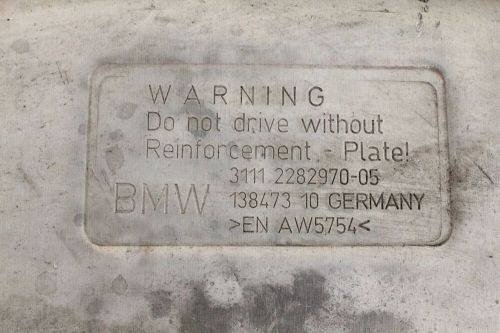 WARNING
Do not drive without
Reinforcement - Plate!
3111 2282970-05
BMW 138473 10 GERMANY
>EN AW5754<